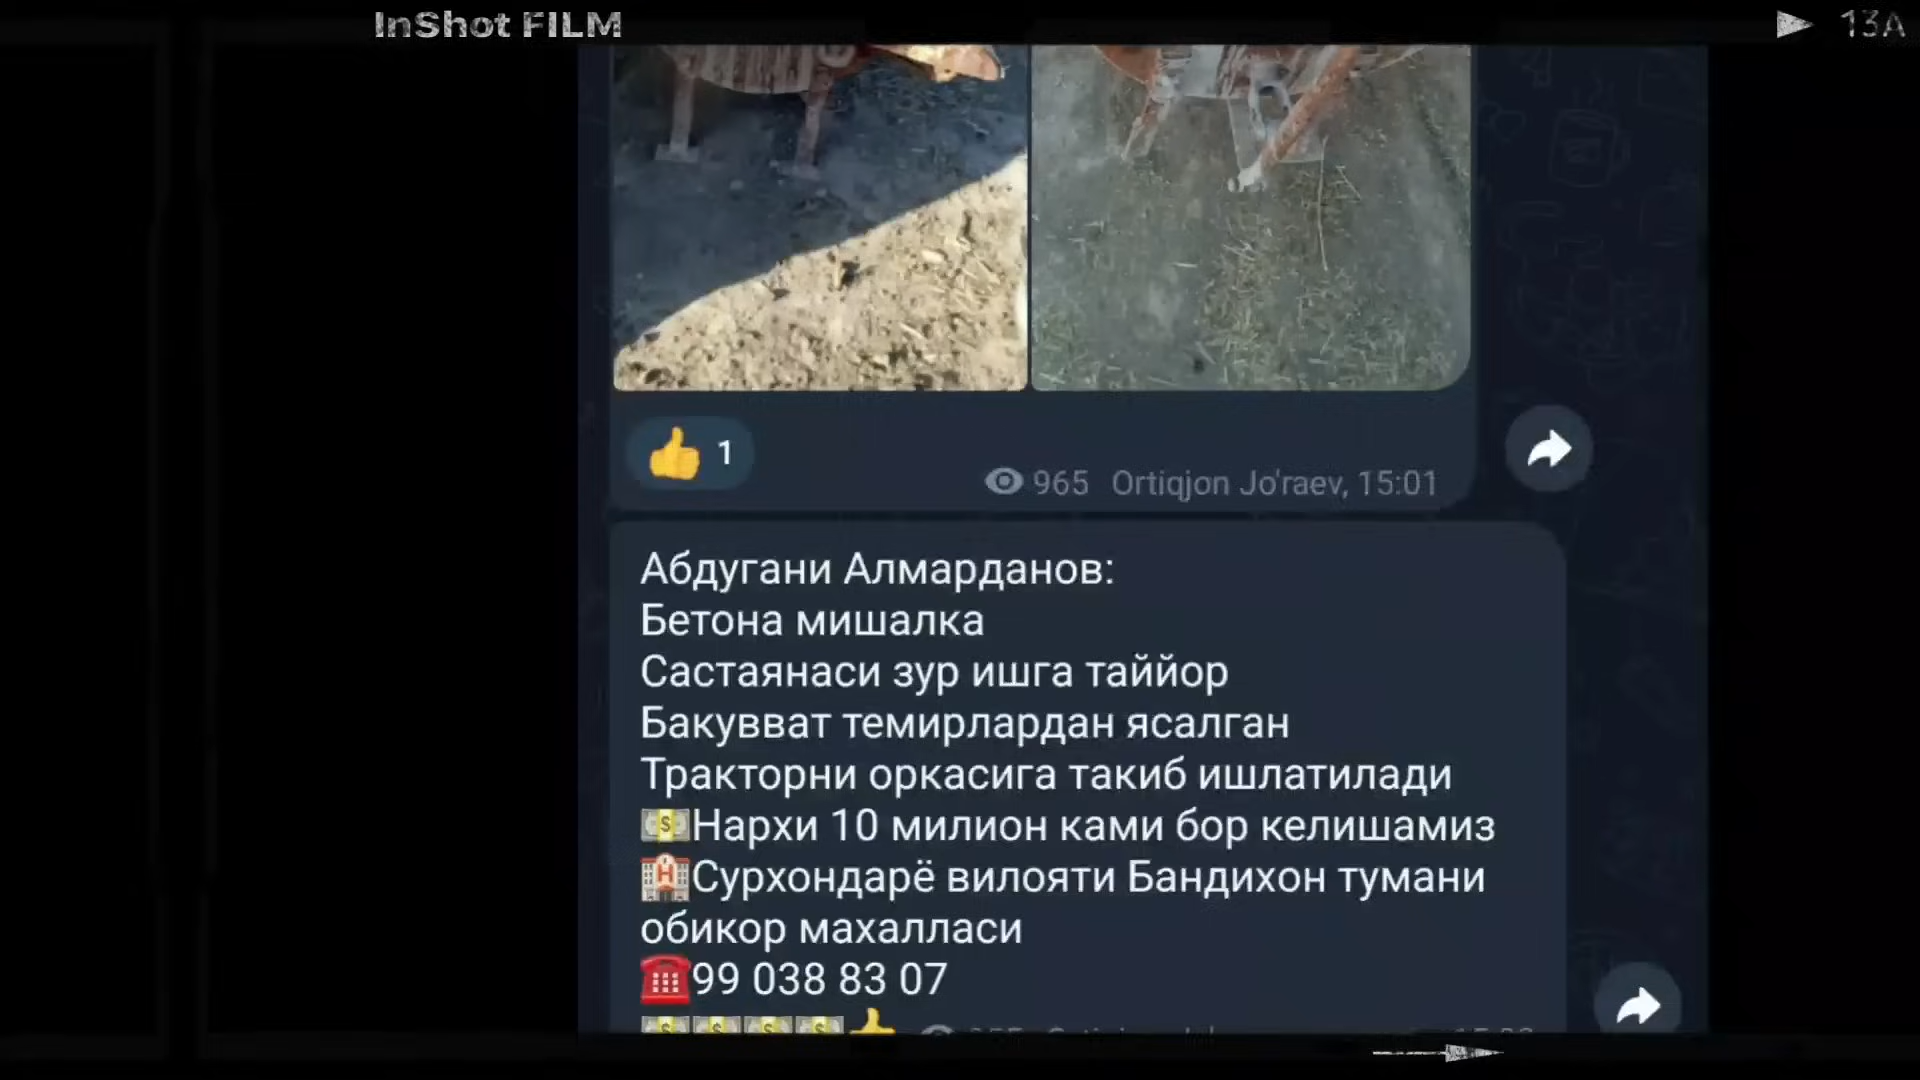 InShot FILM
13A
1
965 Ortiqjon Jo'raev, 15:01
Абдугани Алмарданов:
Бетона мишалка
Састаянаси зур ишга таййор
Бакувват темирлардан ясалган
Тракторни оркасига такиб ишлатилади
Нархи 10 милион ками бор келишамиз
Сурхондарё вилояти Бандихон тумани
обикор махалласи
99 038 83 07